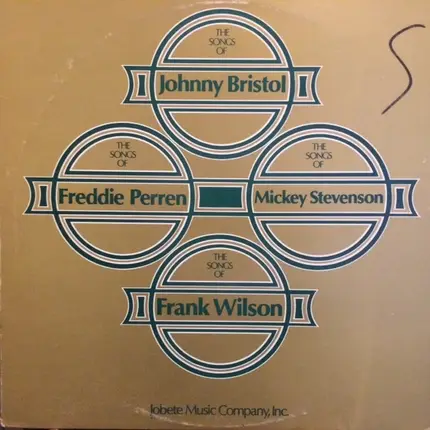 THE
SONGS
OF
Johnny Bristol
S
THE
SONGS
OF
Freddie Perren
THE
SONGS
OF
Mickey Stevenson
THE
SONGS
OF
Frank Wilson
Jobete Music Company, Inc.